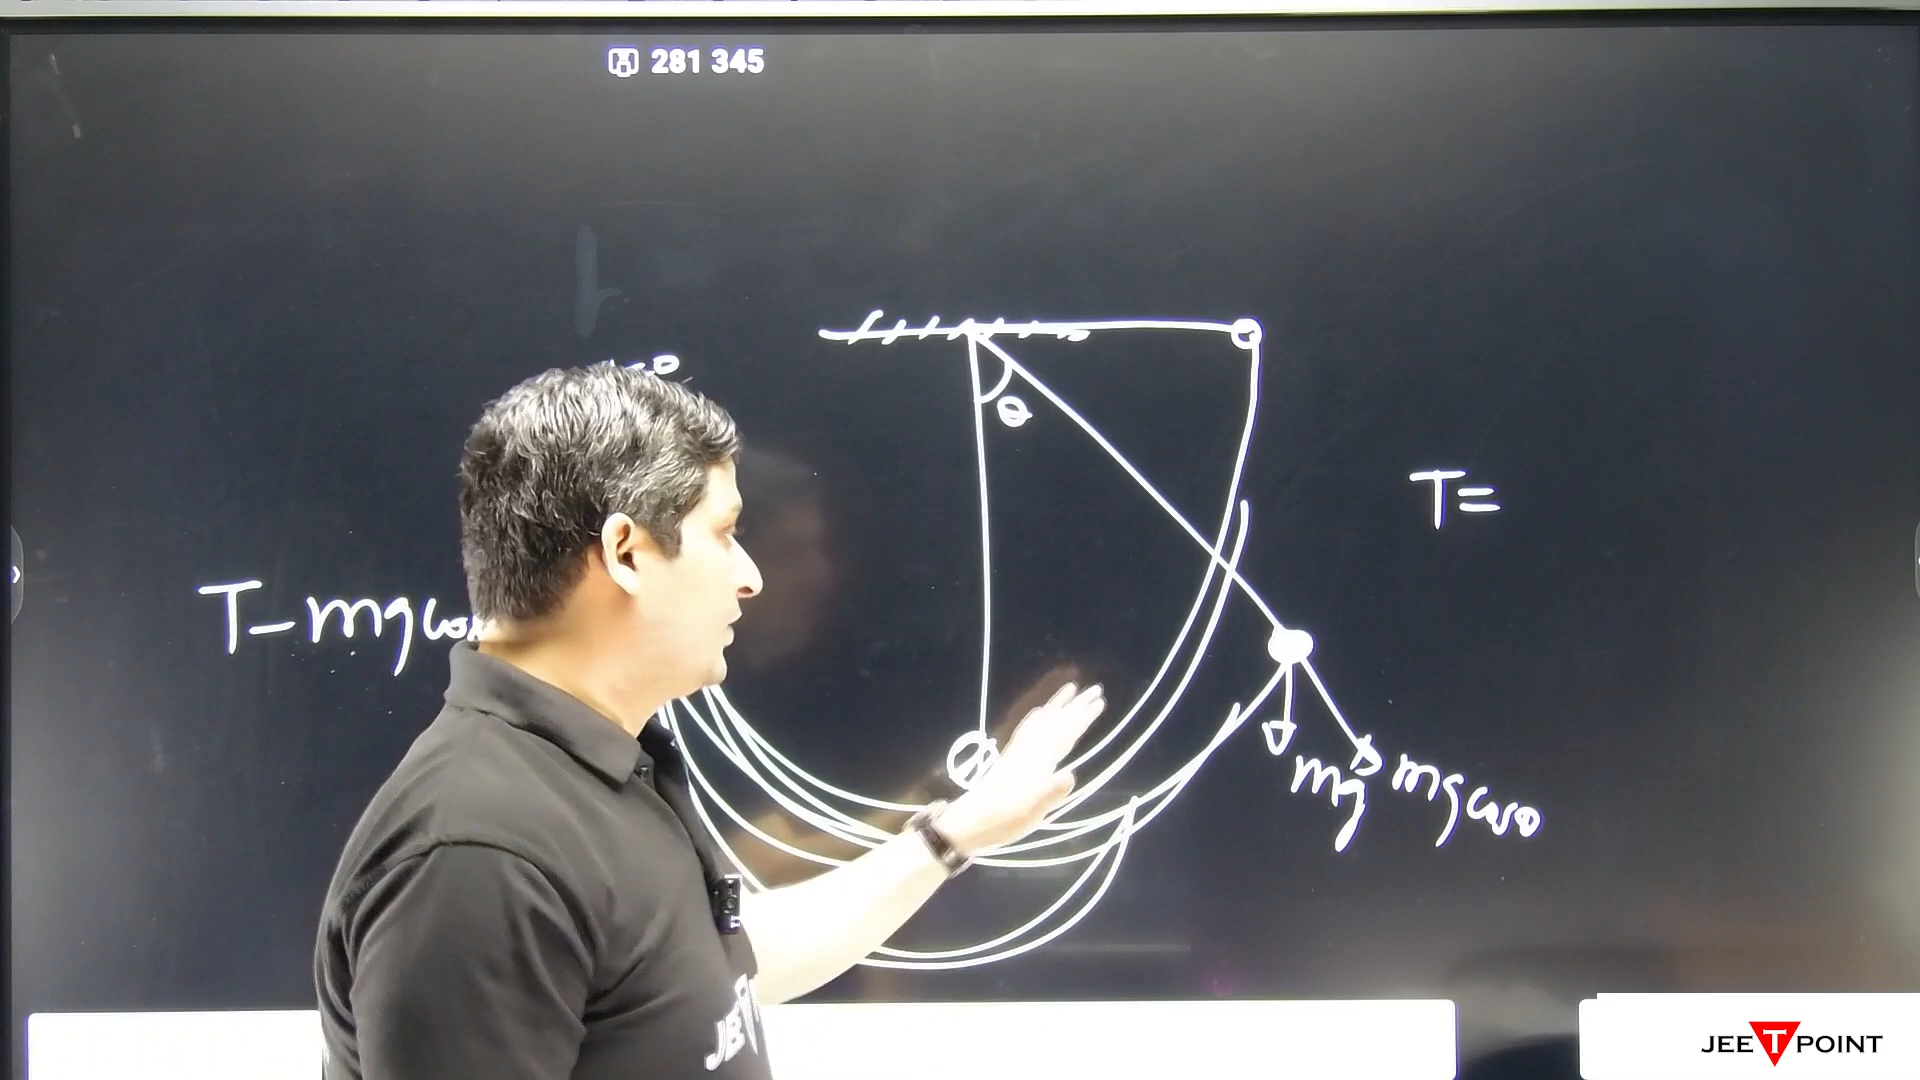 281 345
θ
T=
T-mgcos
mg
mgcosθ
JEE T POINT